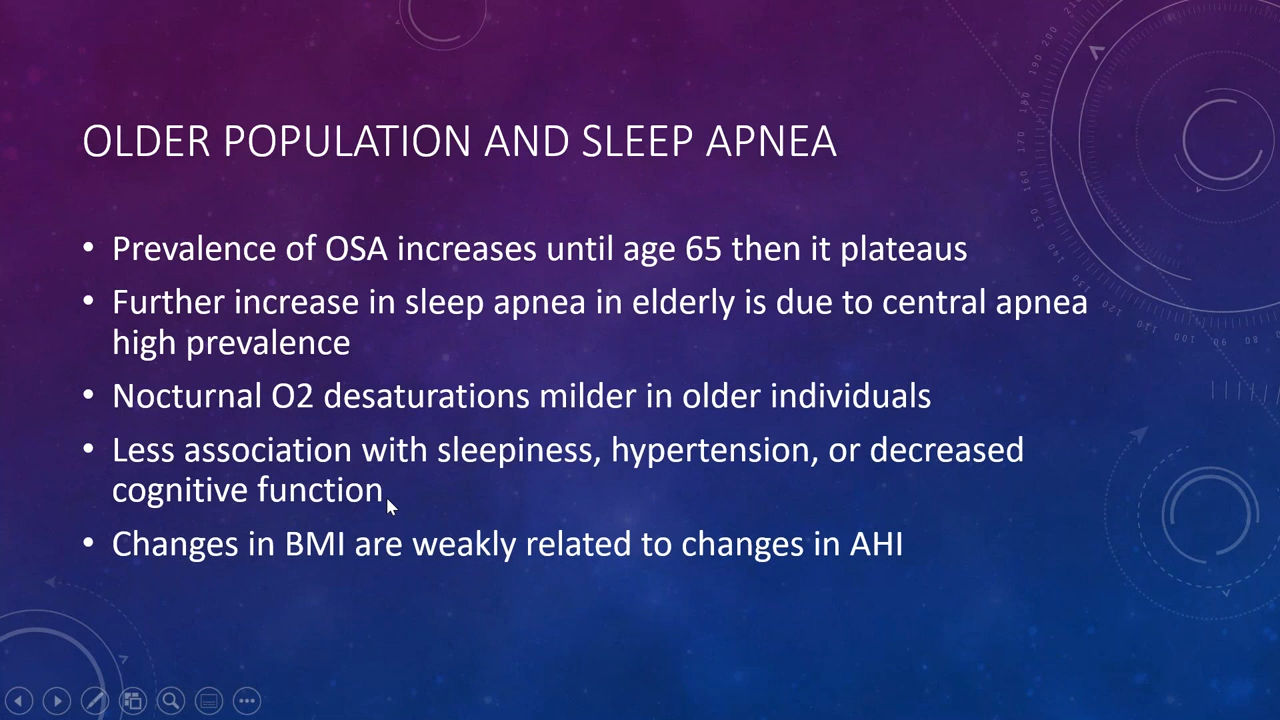 OLDER POPULATION AND SLEEP APNEA
• Prevalence of OSA increases until age 65 then it plateaus
• Further increase in sleep apnea in elderly is due to central apnea
high prevalence
• Nocturnal O2 desaturations milder in older individuals
• Less association with sleepiness, hypertension, or decreased
cognitive function
• Changes in BMI are weakly related to changes in AHI